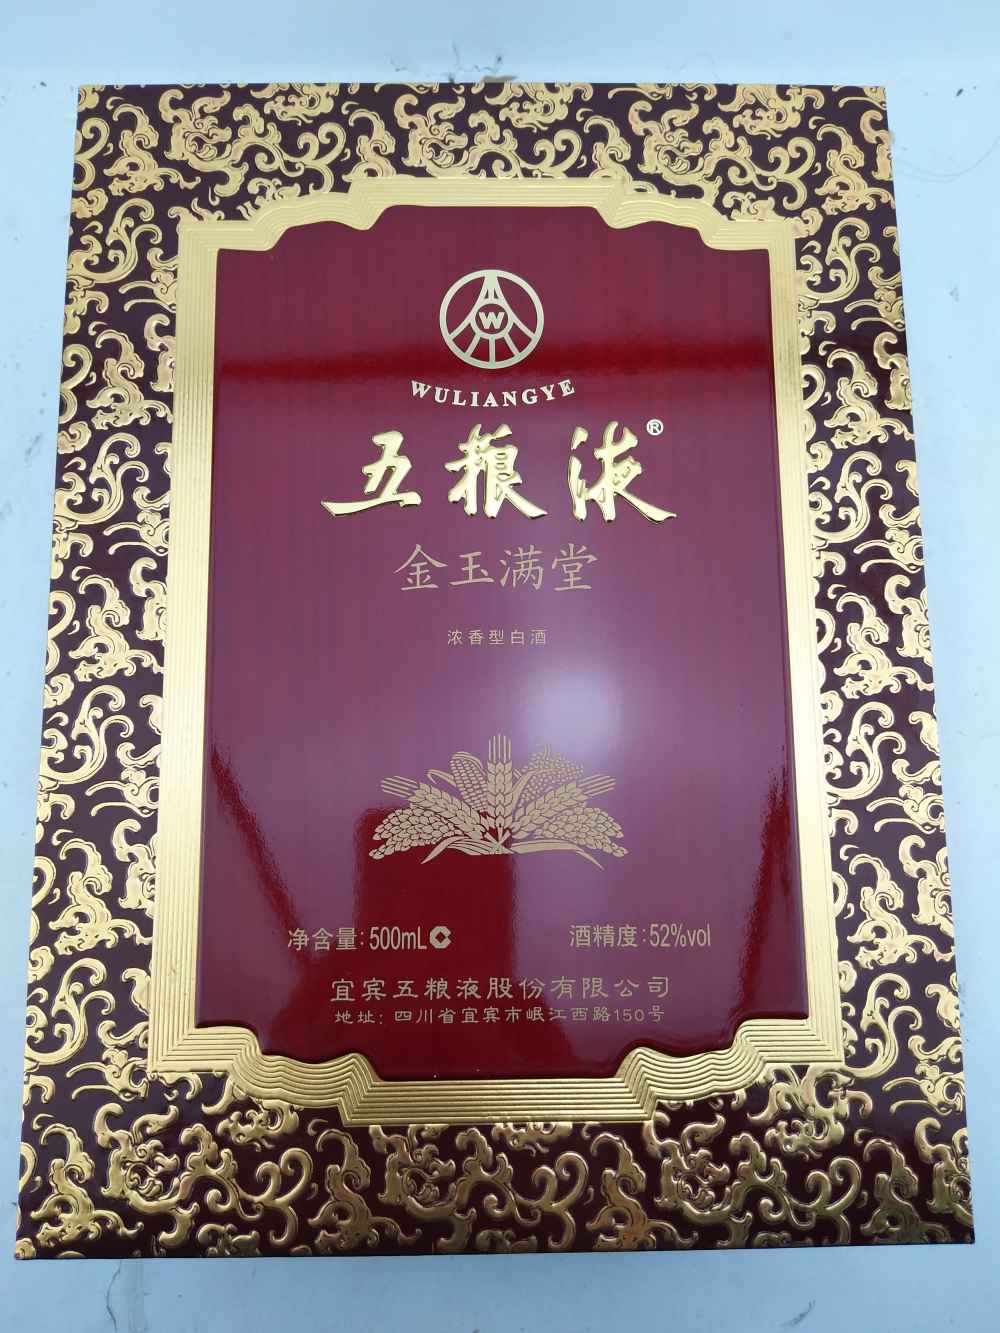 W
WULIANGYE
五粮液®
金玉满堂
浓香型白酒
净含量:500mL 酒精度:52%vol
宜宾五粮液股份有限公司
地址:四川省宜宾市岷江西路150号